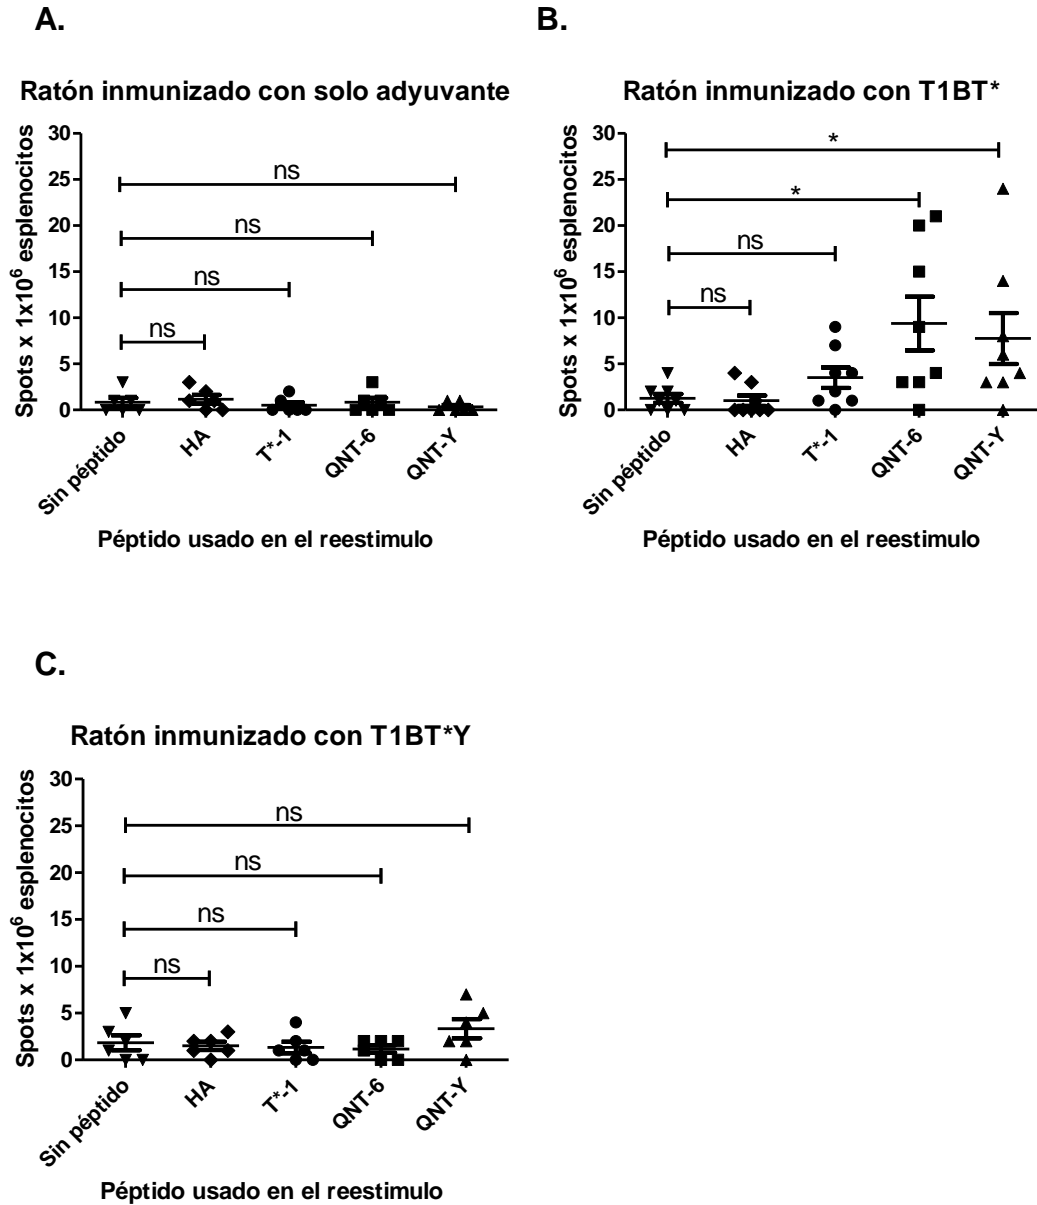 A.
Ratón inmunizado con solo adyuvante
Spots x 1x10⁶ esplenocitos
30
25
20
15
10
5
0
ns
ns
ns
ns
Sin péptido
HA
T*-1
QNT-6
QNT-Y
Péptido usado en el reestimulo
B.
Ratón inmunizado con T1BT*
Spots x 1x10⁶ esplenocitos
30
25
20
15
10
5
0
*
*
ns
ns
Sin péptido
HA
T*-1
QNT-6
QNT-Y
Péptido usado en el reestimulo
C.
Ratón inmunizado con T1BT*Y
Spots x 1x10⁶ esplenocitos
30
25
20
15
10
5
0
ns
ns
ns
ns
Sin péptido
HA
T*-1
QNT-6
QNT-Y
Péptido usado en el reestimulo